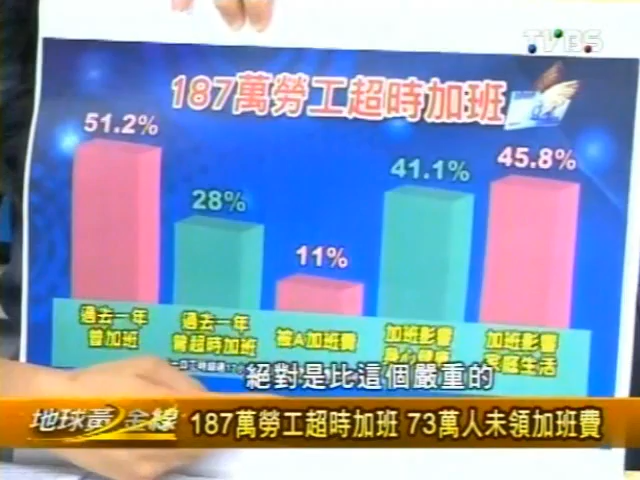 TVBS
187萬勞工超時加班
51.2%
28%
11%
41.1%
45.8%
過去一年
曾加班
過去一年
曾超時加班
被A加班費
加班影響
身心健康
加班影響
家庭生活
絕對是比這個嚴重的
地球黃金線
187萬勞工超時加班 73萬人未領加班費